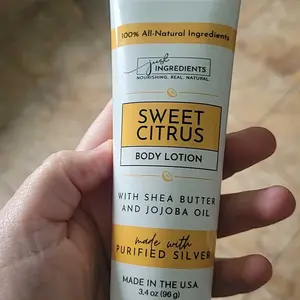 100% All-Natural Ingredients
just
INGREDIENTS
NOURISHING. REAL. NATURAL.
SWEET
CITRUS
BODY LOTION
WITH SHEA BUTTER
AND JOJOBA OIL
made with
PURIFIED SILVER
MADE IN THE U.S.A.
3.4 oz (96 g)